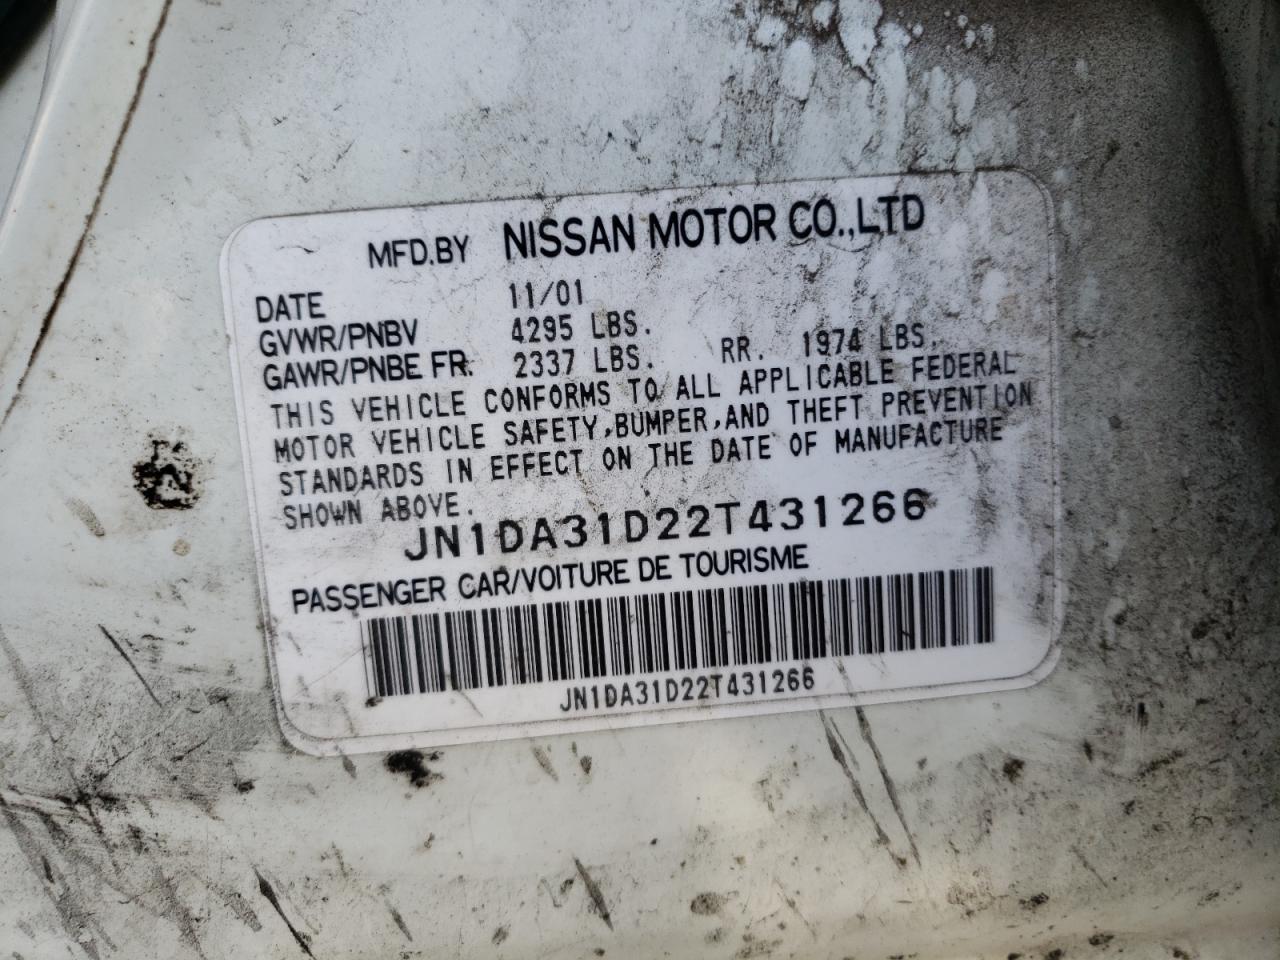 MFD.BY NISSAN MOTOR CO.,LTD
DATE 11/01
GVWR/PNBV 4295 LBS.
GAWR/PNBE FR. 2337 LBS. RR. 1974 LBS.
THIS VEHICLE CONFORMS TO ALL APPLICABLE FEDERAL
MOTOR VEHICLE SAFETY,BUMPER,AND THEFT PREVENTION
STANDARDS IN EFFECT ON THE DATE OF MANUFACTURE
SHOWN ABOVE.
JN1DA31D22T431266
PASSENGER CAR/VOITURE DE TOURISME
JN1DA31D22T431266